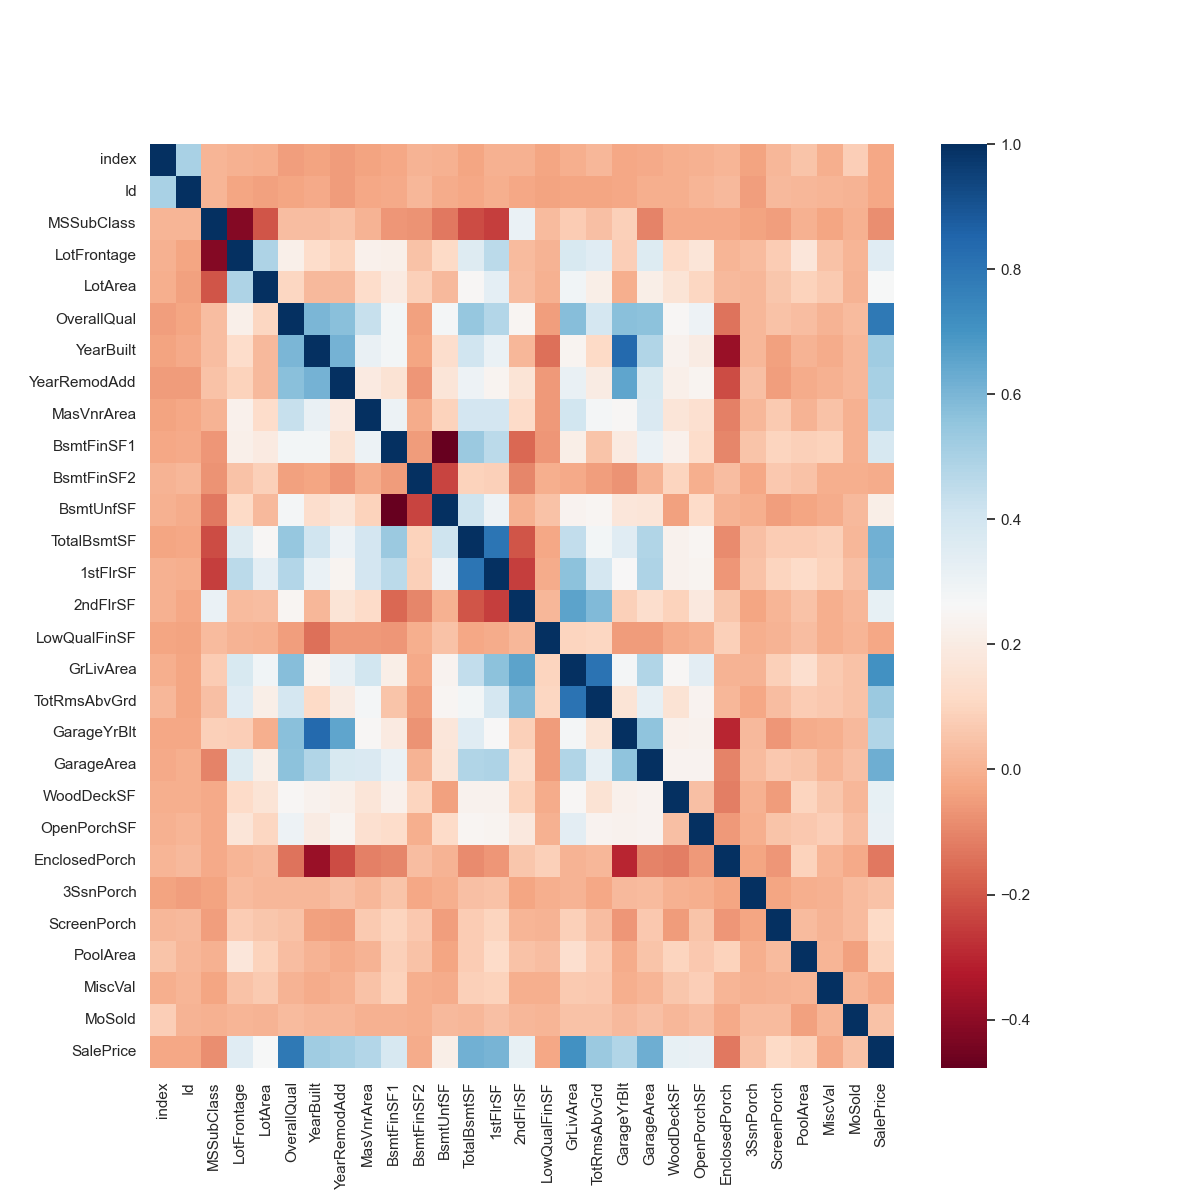 index
Id
MSSubClass
LotFrontage
LotArea
OverallQual
YearBuilt
YearRemodAdd
MasVnrArea
BsmtFinSF1
BsmtFinSF2
BsmtUnfSF
TotalBsmtSF
1stFlrSF
2ndFlrSF
LowQualFinSF
GrLivArea
TotRmsAbvGrd
GarageYrBlt
GarageArea
WoodDeckSF
OpenPorchSF
EnclosedPorch
3SsnPorch
ScreenPorch
PoolArea
MiscVal
MoSold
SalePrice
index
Id
MSSubClass
LotFrontage
LotArea
OverallQual
YearBuilt
YearRemodAdd
MasVnrArea
BsmtFinSF1
BsmtFinSF2
BsmtUnfSF
TotalBsmtSF
1stFlrSF
2ndFlrSF
LowQualFinSF
GrLivArea
TotRmsAbvGrd
GarageYrBlt
GarageArea
WoodDeckSF
OpenPorchSF
EnclosedPorch
3SsnPorch
ScreenPorch
PoolArea
MiscVal
MoSold
SalePrice
1.0
0.8
0.6
0.4
0.2
0.0
−0.2
−0.4